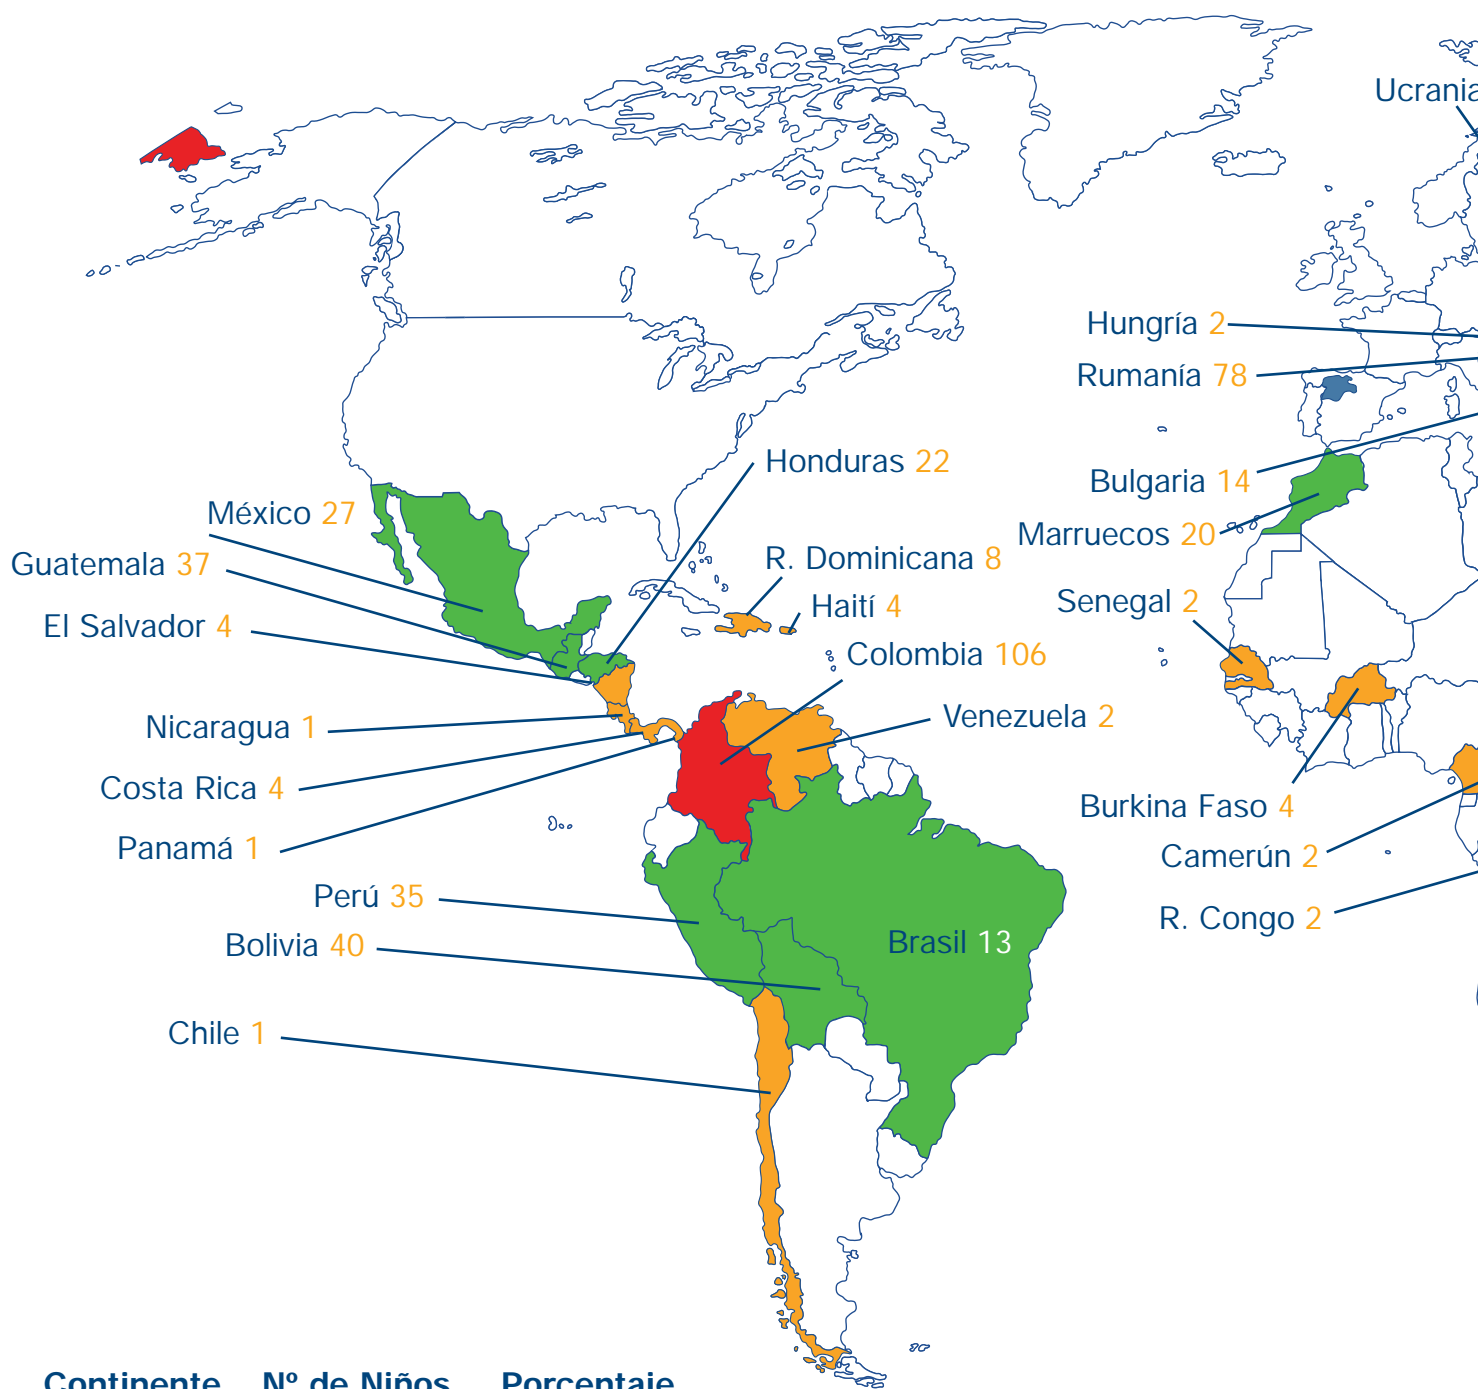 Ucrania
Hungría 2
Rumanía 78
Honduras 22
Bulgaria 14
México 27
Marruecos 20
R. Dominicana 8
Guatemala 37
Senegal 2
Haití 4
El Salvador 4
Colombia 106
Venezuela 2
Nicaragua 1
Costa Rica 4
Burkina Faso 4
Panamá 1
Camerún 2
Perú 35
R. Congo 2
Bolivia 40
Brasil 13
Chile 1
Continente Nº de Niños Porcentaje